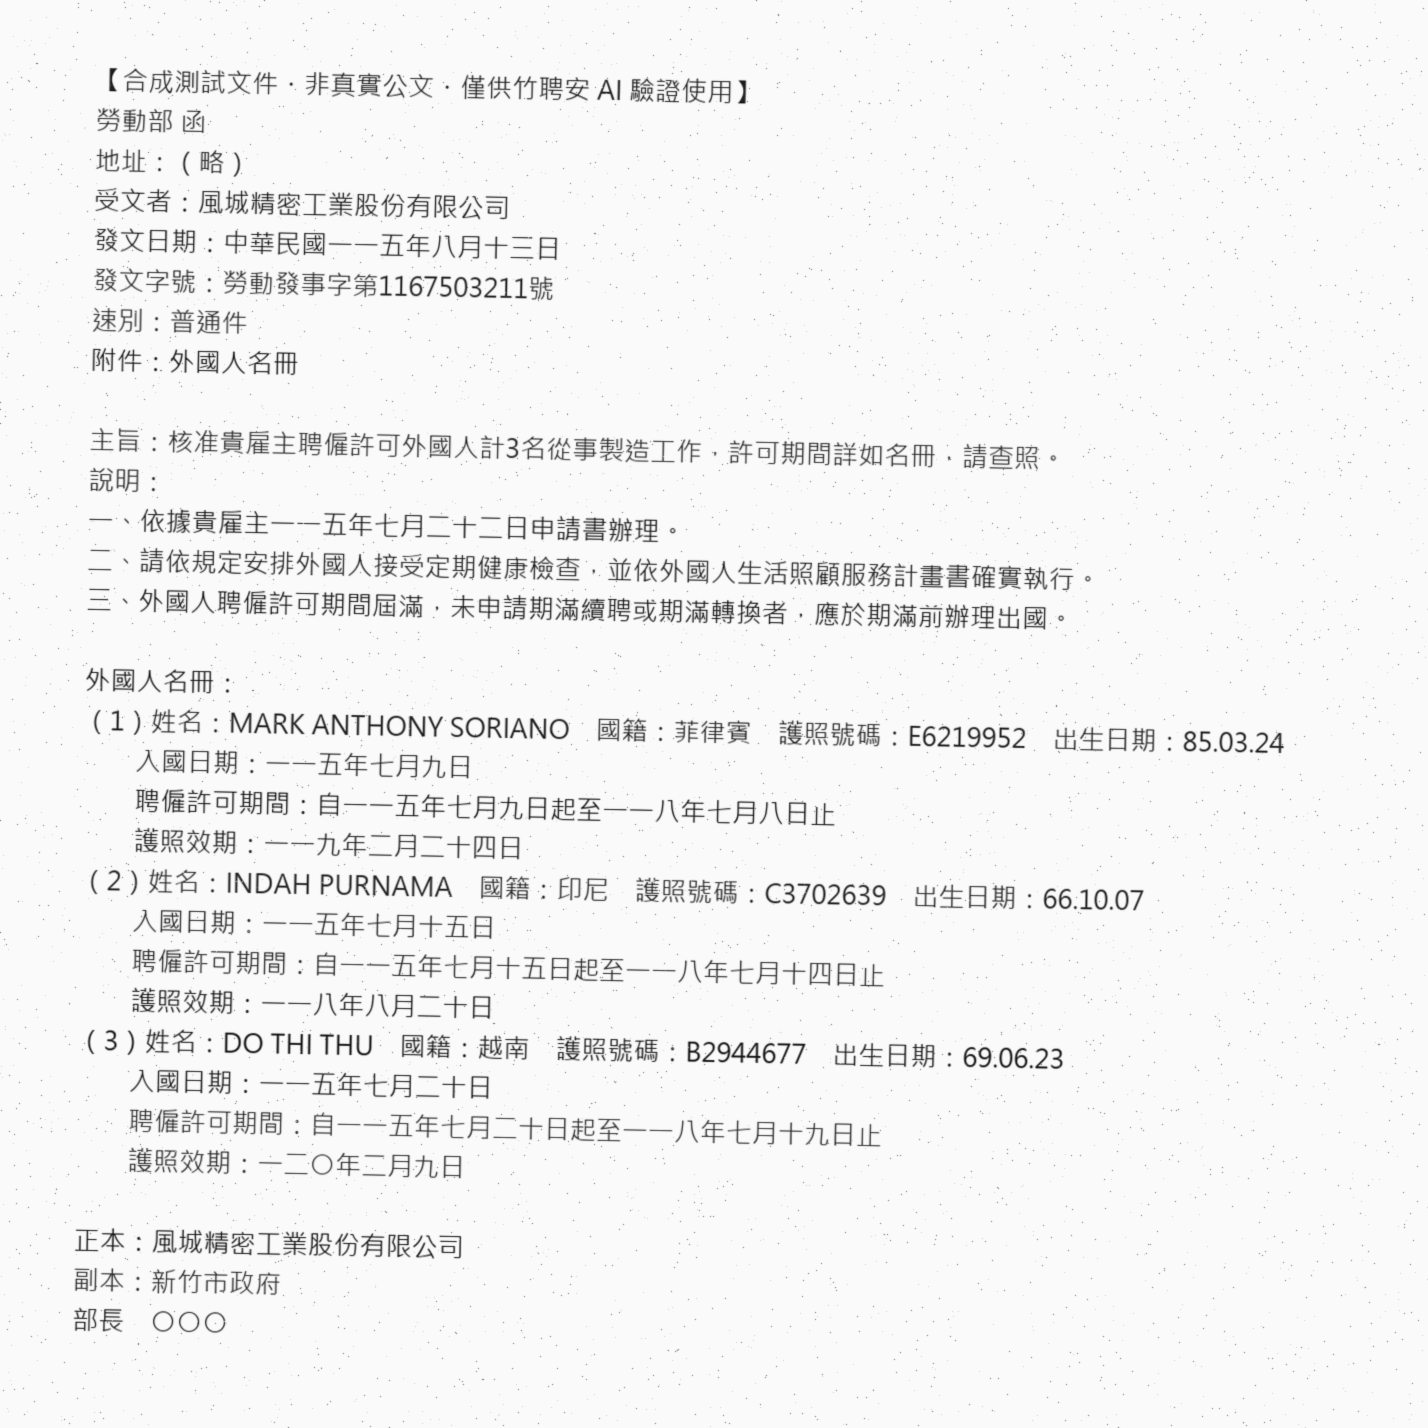 【合成測試文件．非真實公文．僅供竹聘安 AI 驗證使用】
勞動部 函
地址：（略）
受文者：風城精密工業股份有限公司
發文日期：中華民國一一五年八月十三日
發文字號：勞動發事字第1167503211號
速別：普通件
附件：外國人名冊
主旨：核准貴雇主聘僱許可外國人計3名從事製造工作，許可期間詳如名冊，請查照。
說明：
一、依據貴雇主一一五年七月二十二日申請書辦理。
二、請依規定安排外國人接受定期健康檢查，並依外國人生活照顧服務計畫書確實執行。
三、外國人聘僱許可期間屆滿，未申請期滿續聘或期滿轉換者，應於期滿前辦理出國。
外國人名冊：
（1）姓名：MARK ANTHONY SORIANO　國籍：菲律賓　護照號碼：E6219952　出生日期：85.03.24
入國日期：一一五年七月九日
聘僱許可期間：自一一五年七月九日起至一一八年七月八日止
護照效期：一一九年二月二十四日
（2）姓名：INDAH PURNAMA　國籍：印尼　護照號碼：C3702639　出生日期：66.10.07
入國日期：一一五年七月十五日
聘僱許可期間：自一一五年七月十五日起至一一八年七月十四日止
護照效期：一一八年八月二十日
（3）姓名：DO THI THU　國籍：越南　護照號碼：B2944677　出生日期：69.06.23
入國日期：一一五年七月二十日
聘僱許可期間：自一一五年七月二十日起至一一八年七月十九日止
護照效期：一二〇年二月九日
正本：風城精密工業股份有限公司
副本：新竹市政府
部長　〇〇〇